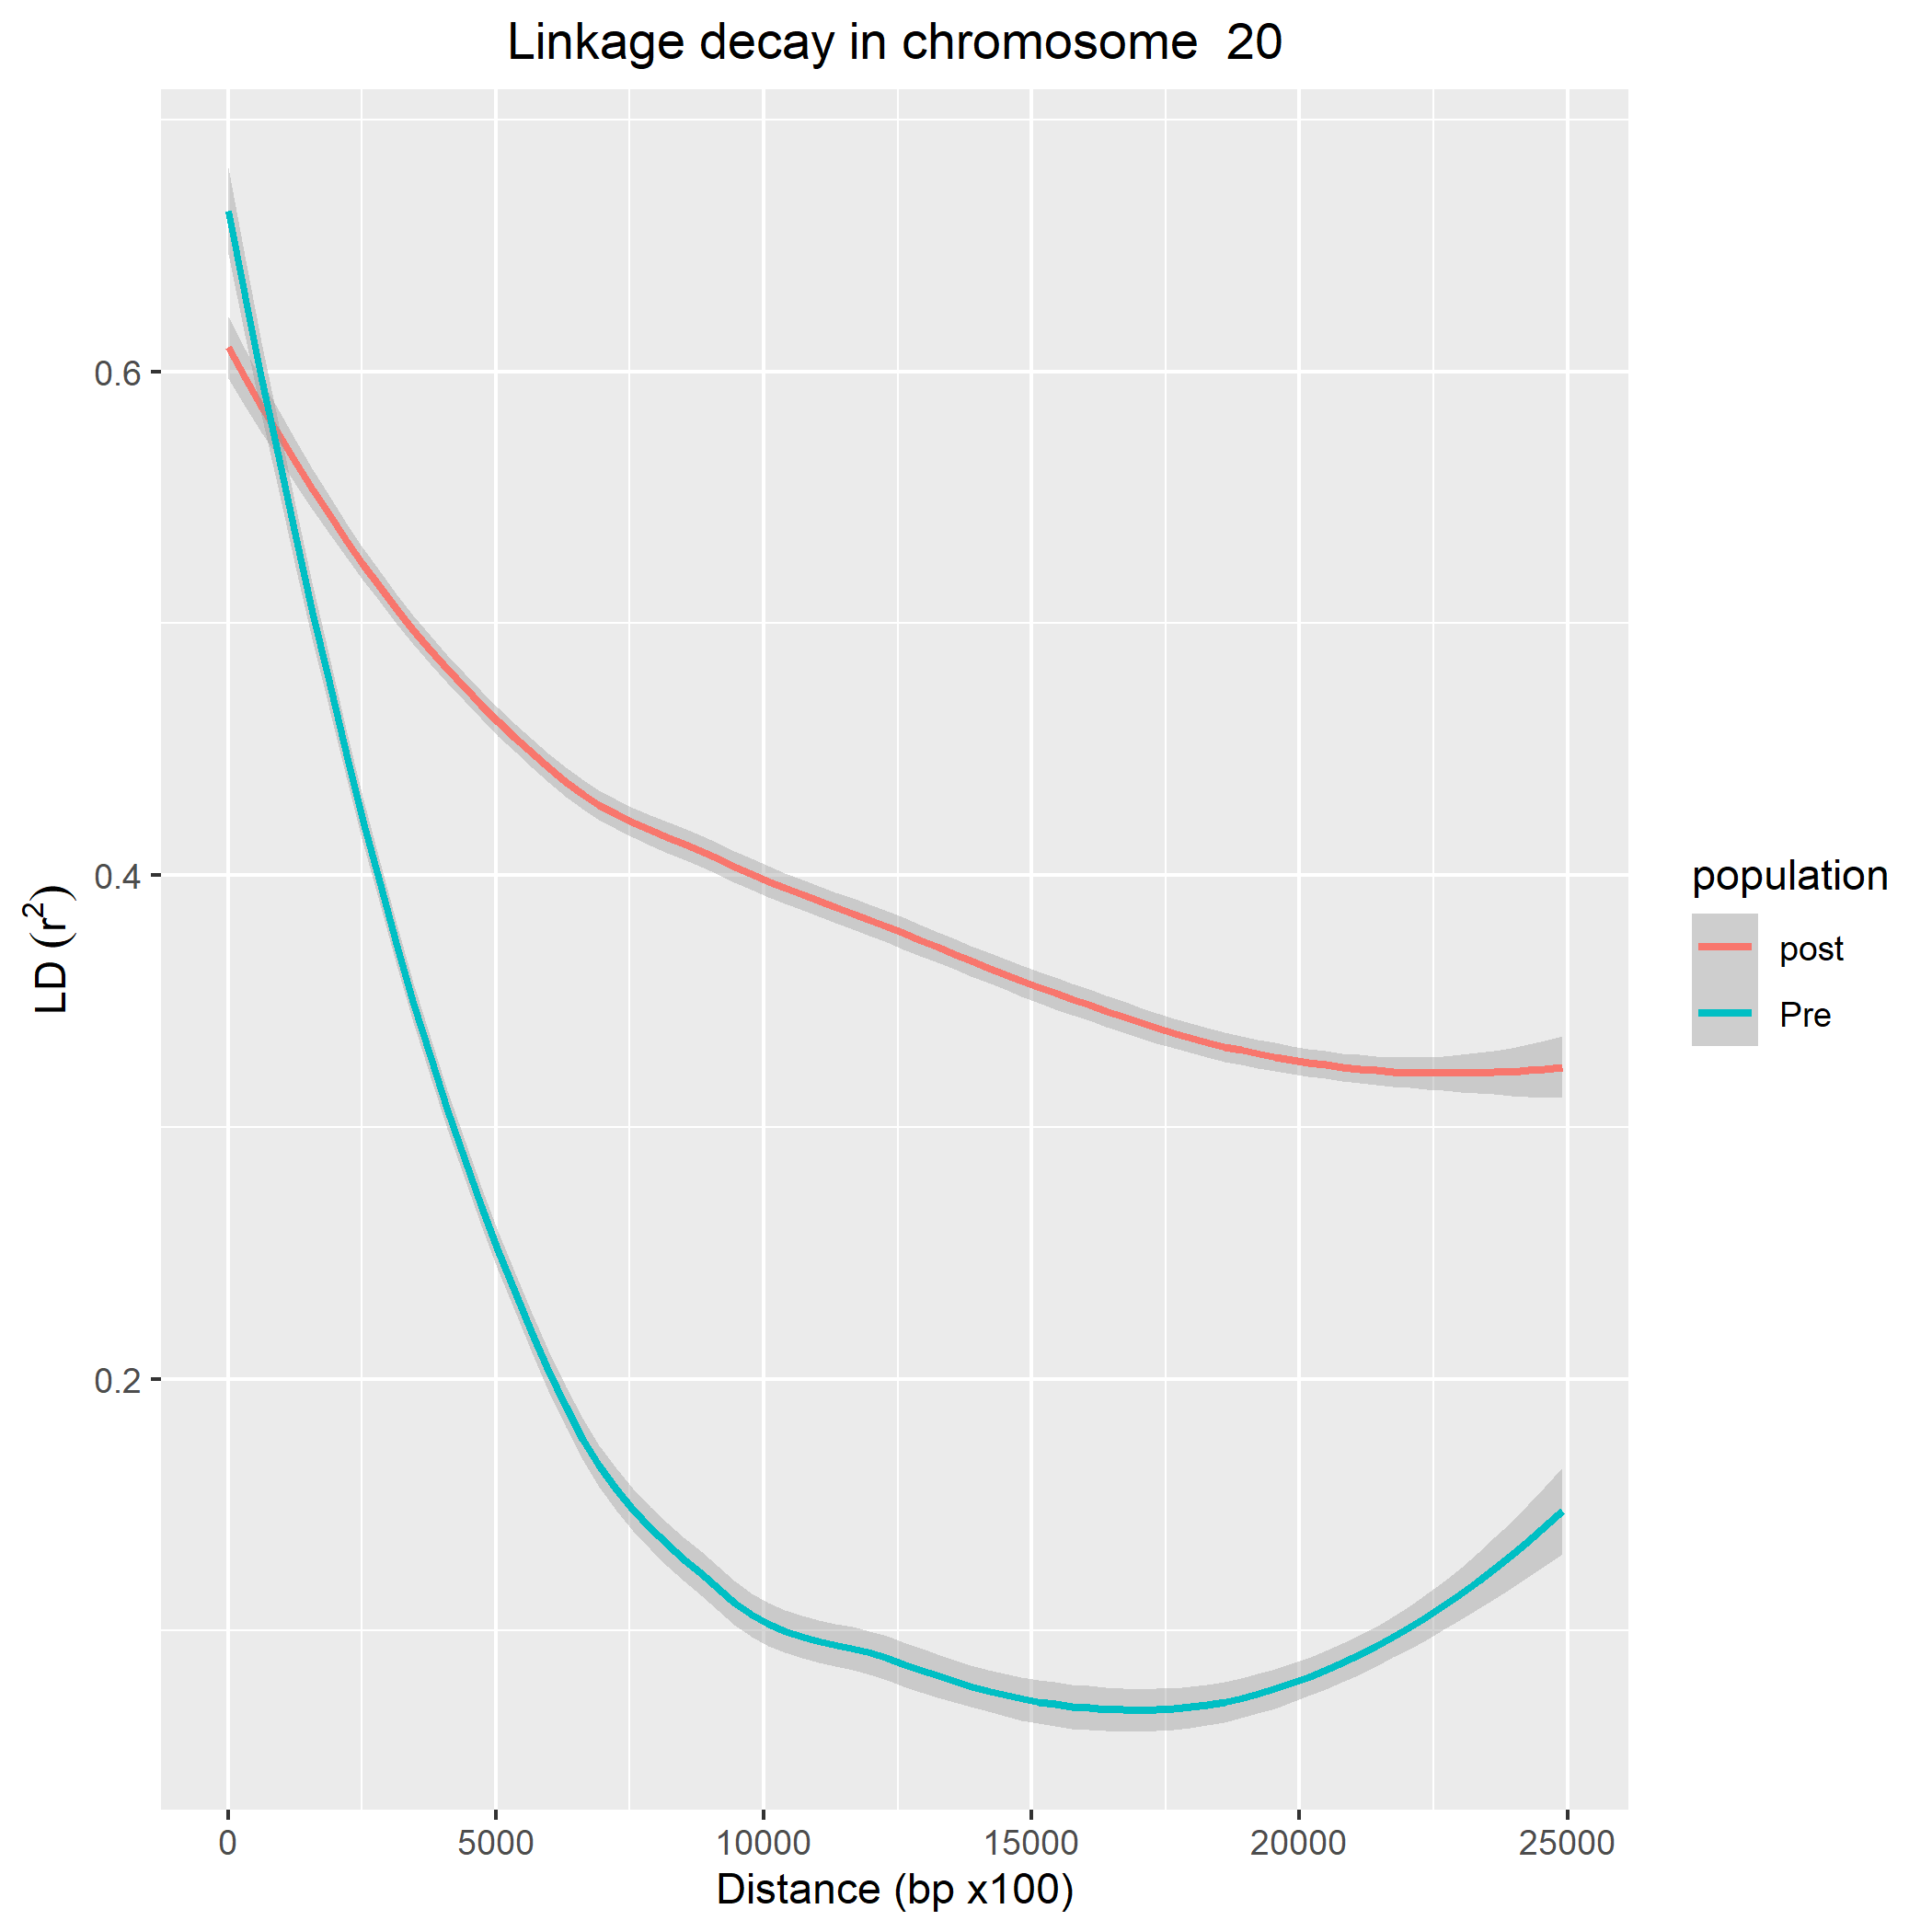 Linkage decay in chromosome  20
LD (r²)
0.6
0.4
0.2
0 5000 10000 15000 20000 25000
Distance (bp x100)
population
post
Pre